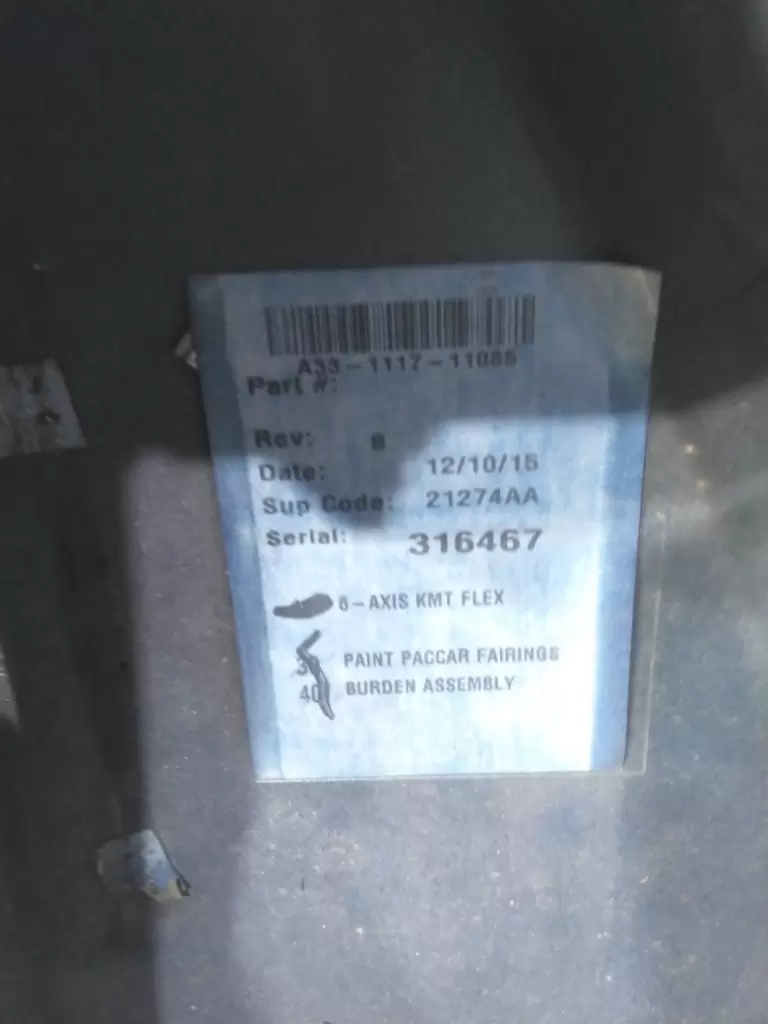 A33-1117-11085
Part #:
Rev: B
Date: 12/10/15
Sup Code: 21274AA
Serial: 316467
6-AXIS KMT FLEX
30 PAINT PACCAR FAIRINGS
40 BURDEN ASSEMBLY